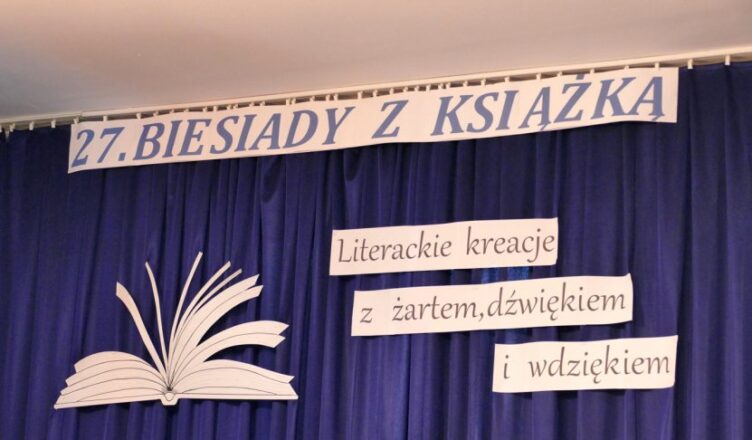 27.BIESIADY Z KSIĄŻKĄ
Literackie kreacje
z żartem,dźwiękiem
i wdziękiem